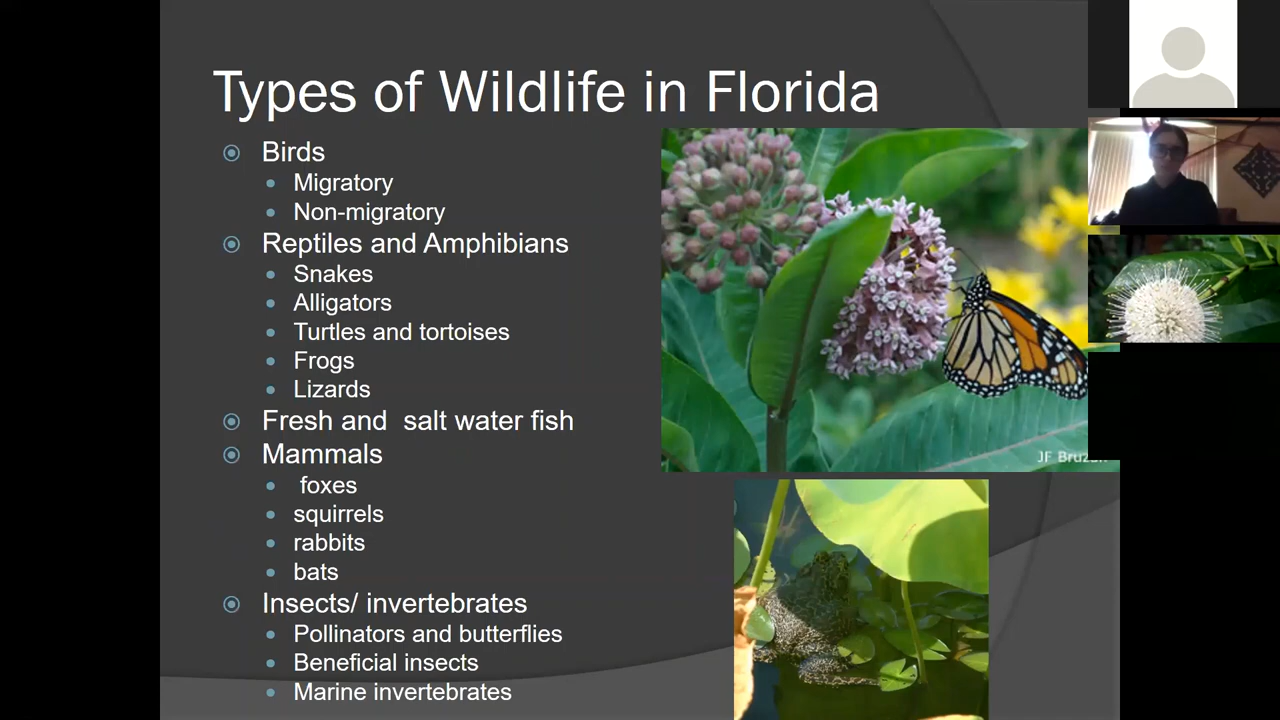 Types of Wildlife in Florida
Birds
Migratory
Non-migratory
Reptiles and Amphibians
Snakes
Alligators
Turtles and tortoises
Frogs
Lizards
Fresh and salt water fish
Mammals
foxes
squirrels
rabbits
bats
Insects/ invertebrates
Pollinators and butterflies
Beneficial insects
Marine invertebrates
JF